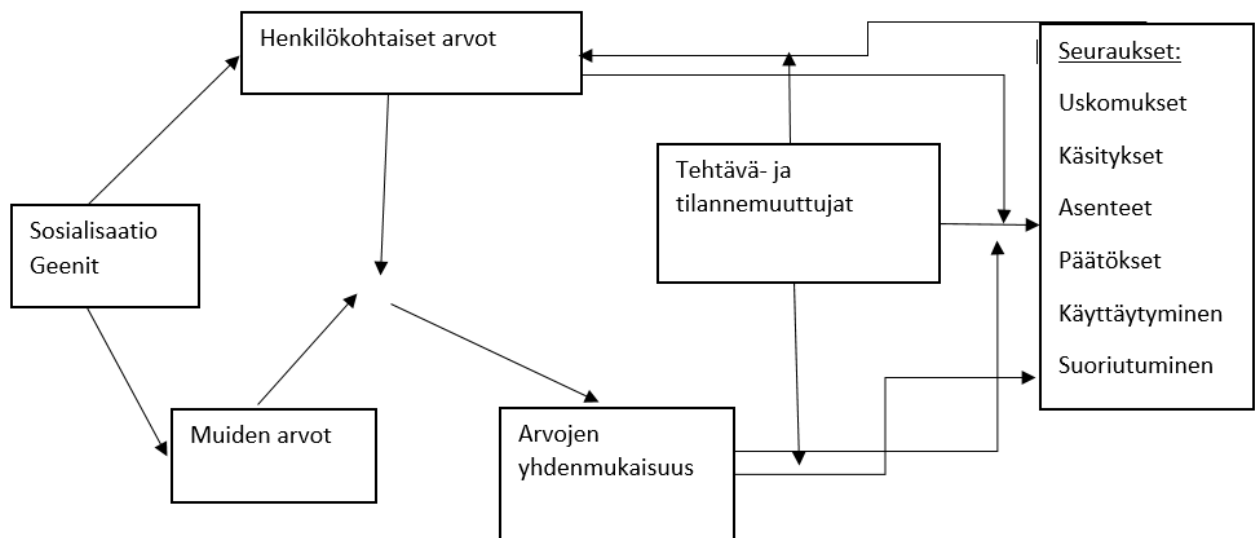 Henkilökohtaiset arvot
Sosialisaatio
Geenit
Muiden arvot
Arvojen
yhdenmukaisuus
Tehtävä- ja
tilannemuuttujat
Seuraukset:
Uskomukset
Käsitykset
Asenteet
Päätökset
Käyttäytyminen
Suoriutuminen